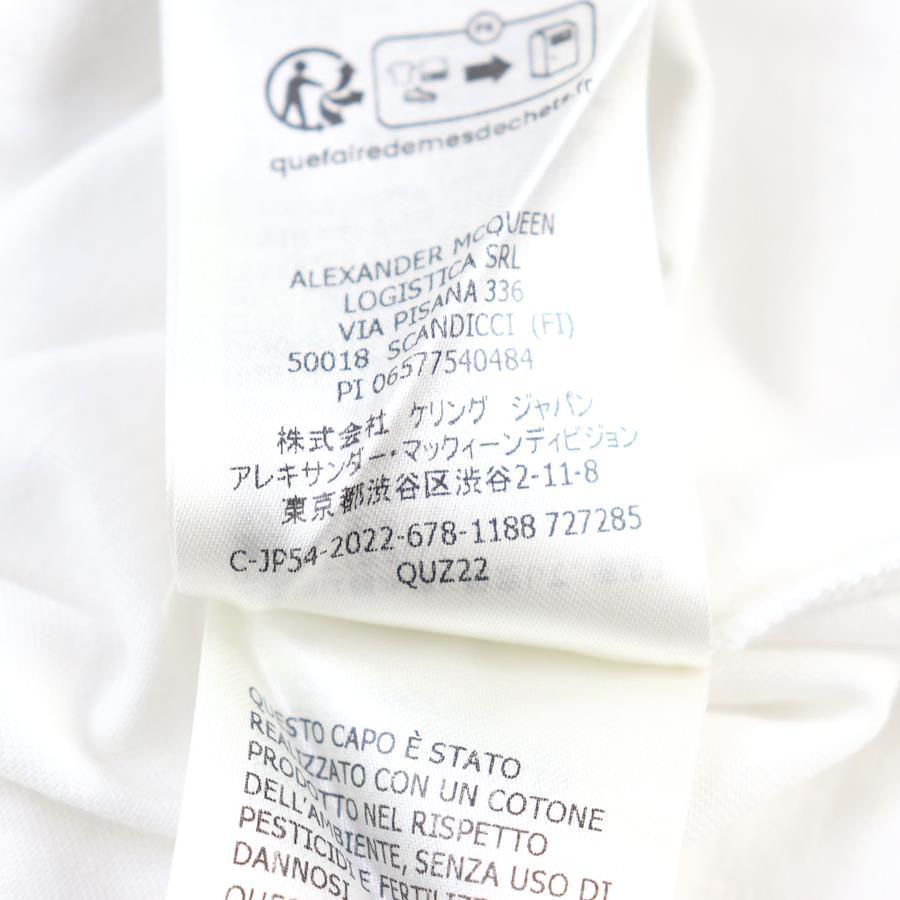 FR
quefairedemesdechets.fr
ALEXANDER MCQUEEN
LOGISTICA SRL
VIA PISANA 336
50018 SCANDICCI (FI)
PI 06577540484
株式会社 ケリング ジャパン
アレキサンダー・マックィーンディビジョン
東京都渋谷区渋谷2-11-8
C-JP54-2022-678-1188 727285
QUZ22
QUESTO CAPO È STATO
REALIZZATO CON UN COTONE
PRODOTTO NEL RISPETTO
DELL'AMBIENTE, SENZA USO DI
PESTICIDI E
DANNOSI